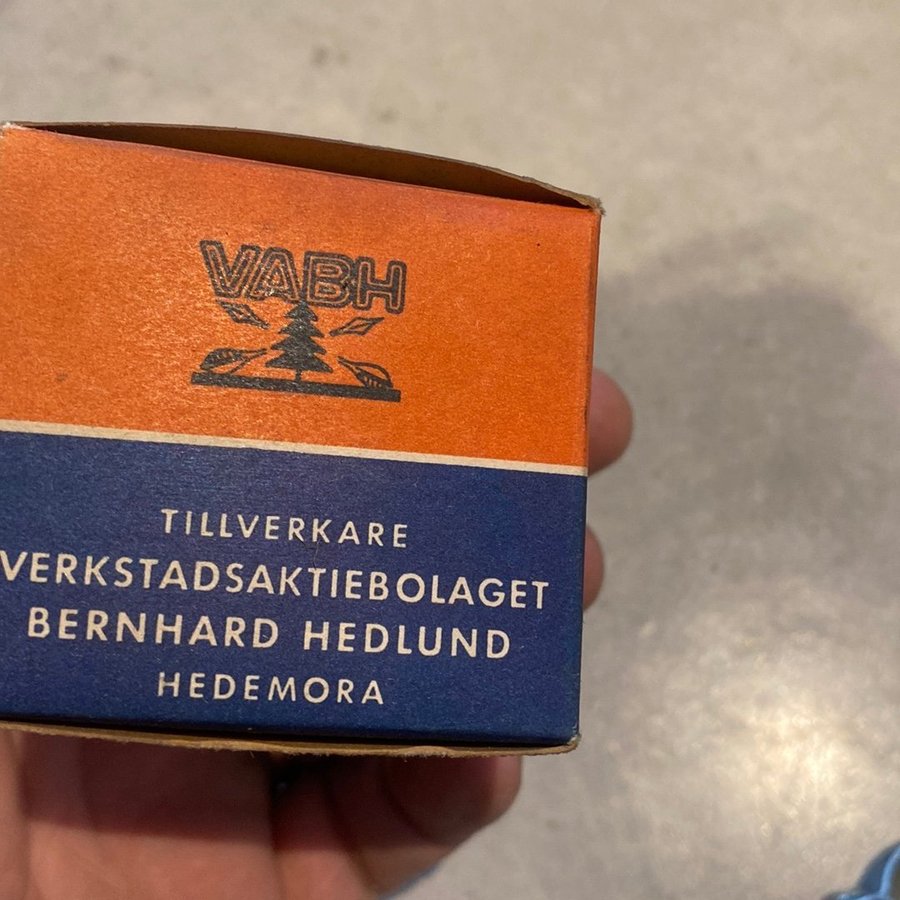 VABH
TILLVERKARE
VERKSTADSAKTIEBOLAGET
BERNHARD HEDLUND
HEDEMORA